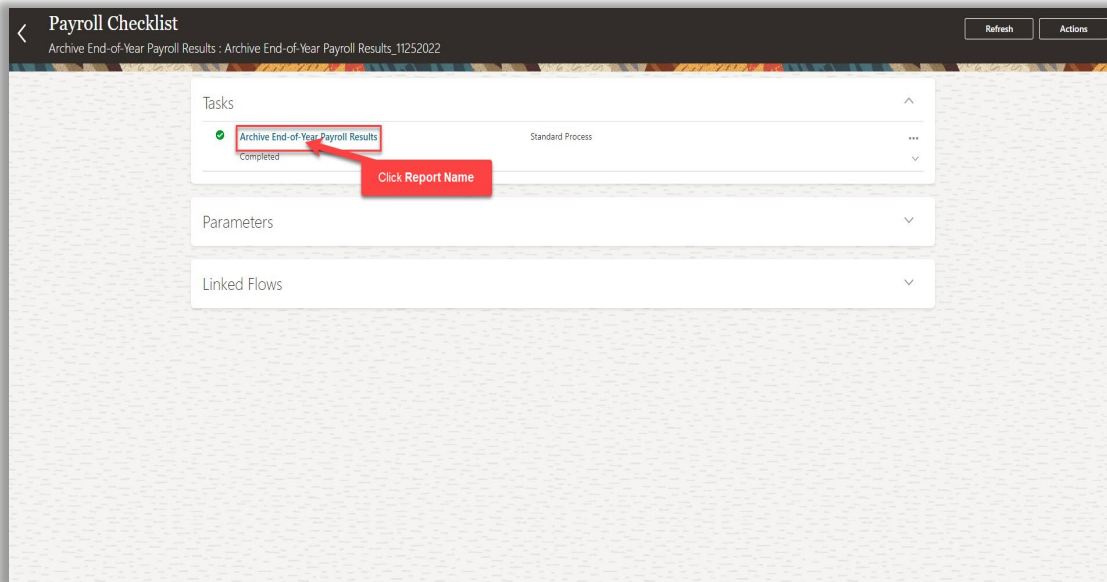 Payroll Checklist
Archive End-of-Year Payroll Results : Archive End-of-Year Payroll Results_11252022
Refresh
Actions
Tasks
Archive End-of-Year Payroll Results
Standard Process
Completed
Click Report Name
Parameters
Linked Flows